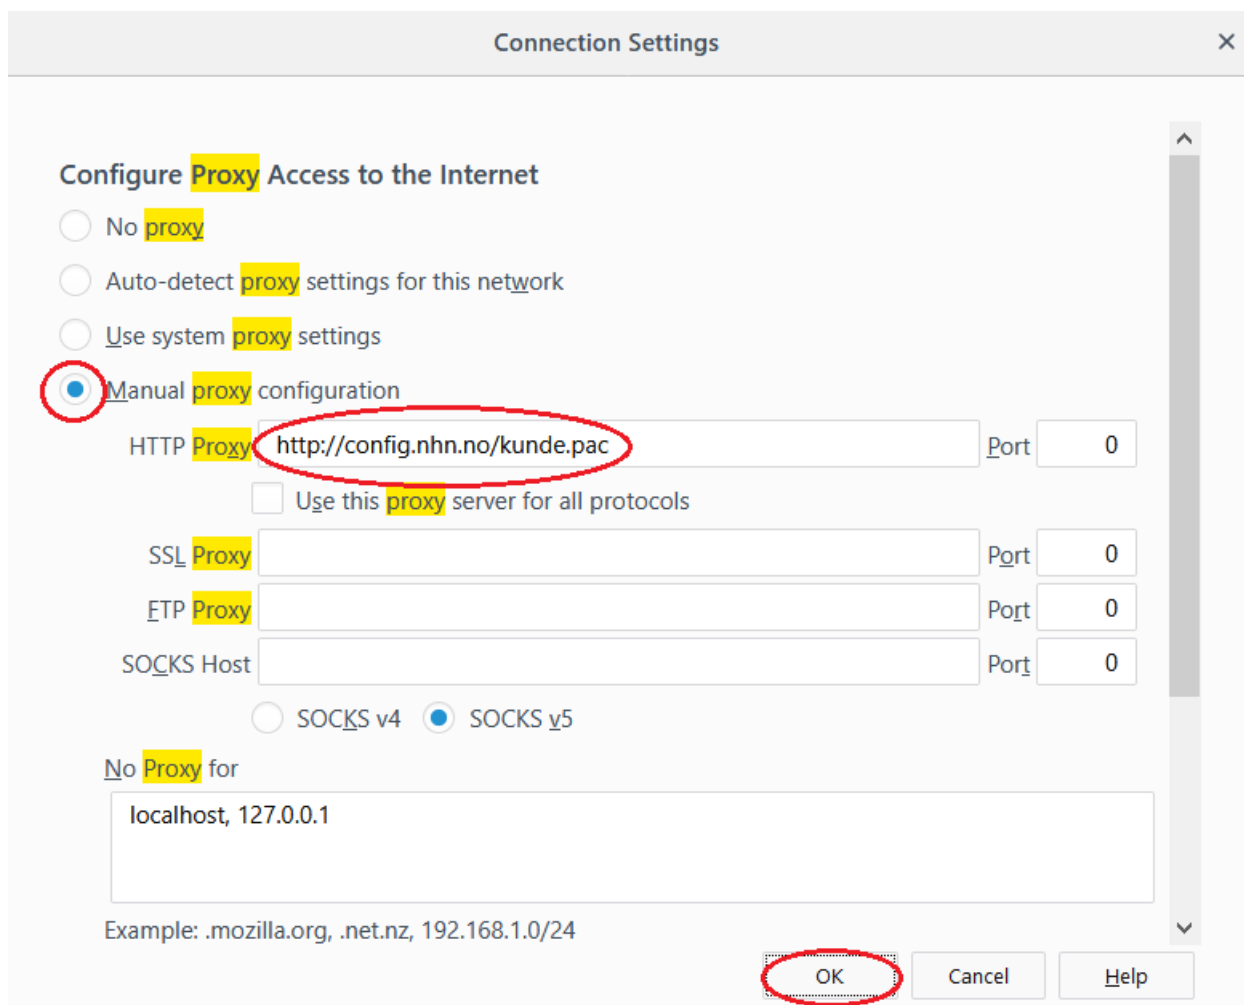 Connection Settings
Configure Proxy Access to the Internet
No proxy
Auto-detect proxy settings for this network
Use system proxy settings
Manual proxy configuration
HTTP Proxy http://config.nhn.no/kunde.pac Port 0
Use this proxy server for all protocols
SSL Proxy Port 0
FTP Proxy Port 0
SOCKS Host Port 0
SOCKS v4 SOCKS v5
No Proxy for
localhost, 127.0.0.1
Example: .mozilla.org, .net.nz, 192.168.1.0/24
OK Cancel Help